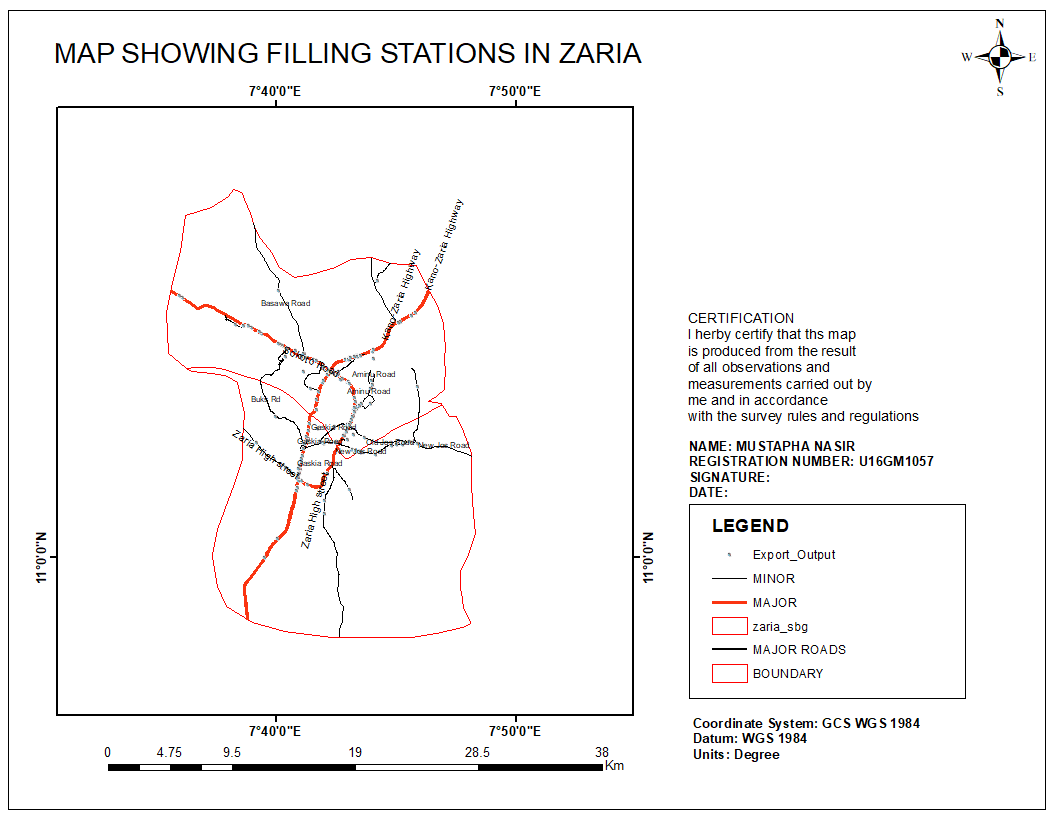 MAP SHOWING FILLING STATIONS IN ZARIA
N
W E
S
7°40'0"E 7°50'0"E
Kano-Zaria Highway
Kano-Zaria Highway
Basawa Road
Sokoto Road
Aminu Road
Aminu Road
Buka Rd
Gaskia Road
Zaria High street
Gaskia Road
New Jos Road
New Jos Road
Gaskia Road
Zaria High street
11°0'0"N
11°0'0"N
7°40'0"E 7°50'0"E
0 4.75 9.5 19 28.5 38
Km
CERTIFICATION
I herby certify that ths map
is produced from the result
of all observations and
measurements carried out by
me and in accordance
with the survey rules and regulations
NAME: MUSTAPHA NASIR
REGISTRATION NUMBER: U16GM1057
SIGNATURE:
DATE:
LEGEND
Export_Output
MINOR
MAJOR
zaria_sbg
MAJOR ROADS
BOUNDARY
Coordinate System: GCS WGS 1984
Datum: WGS 1984
Units: Degree